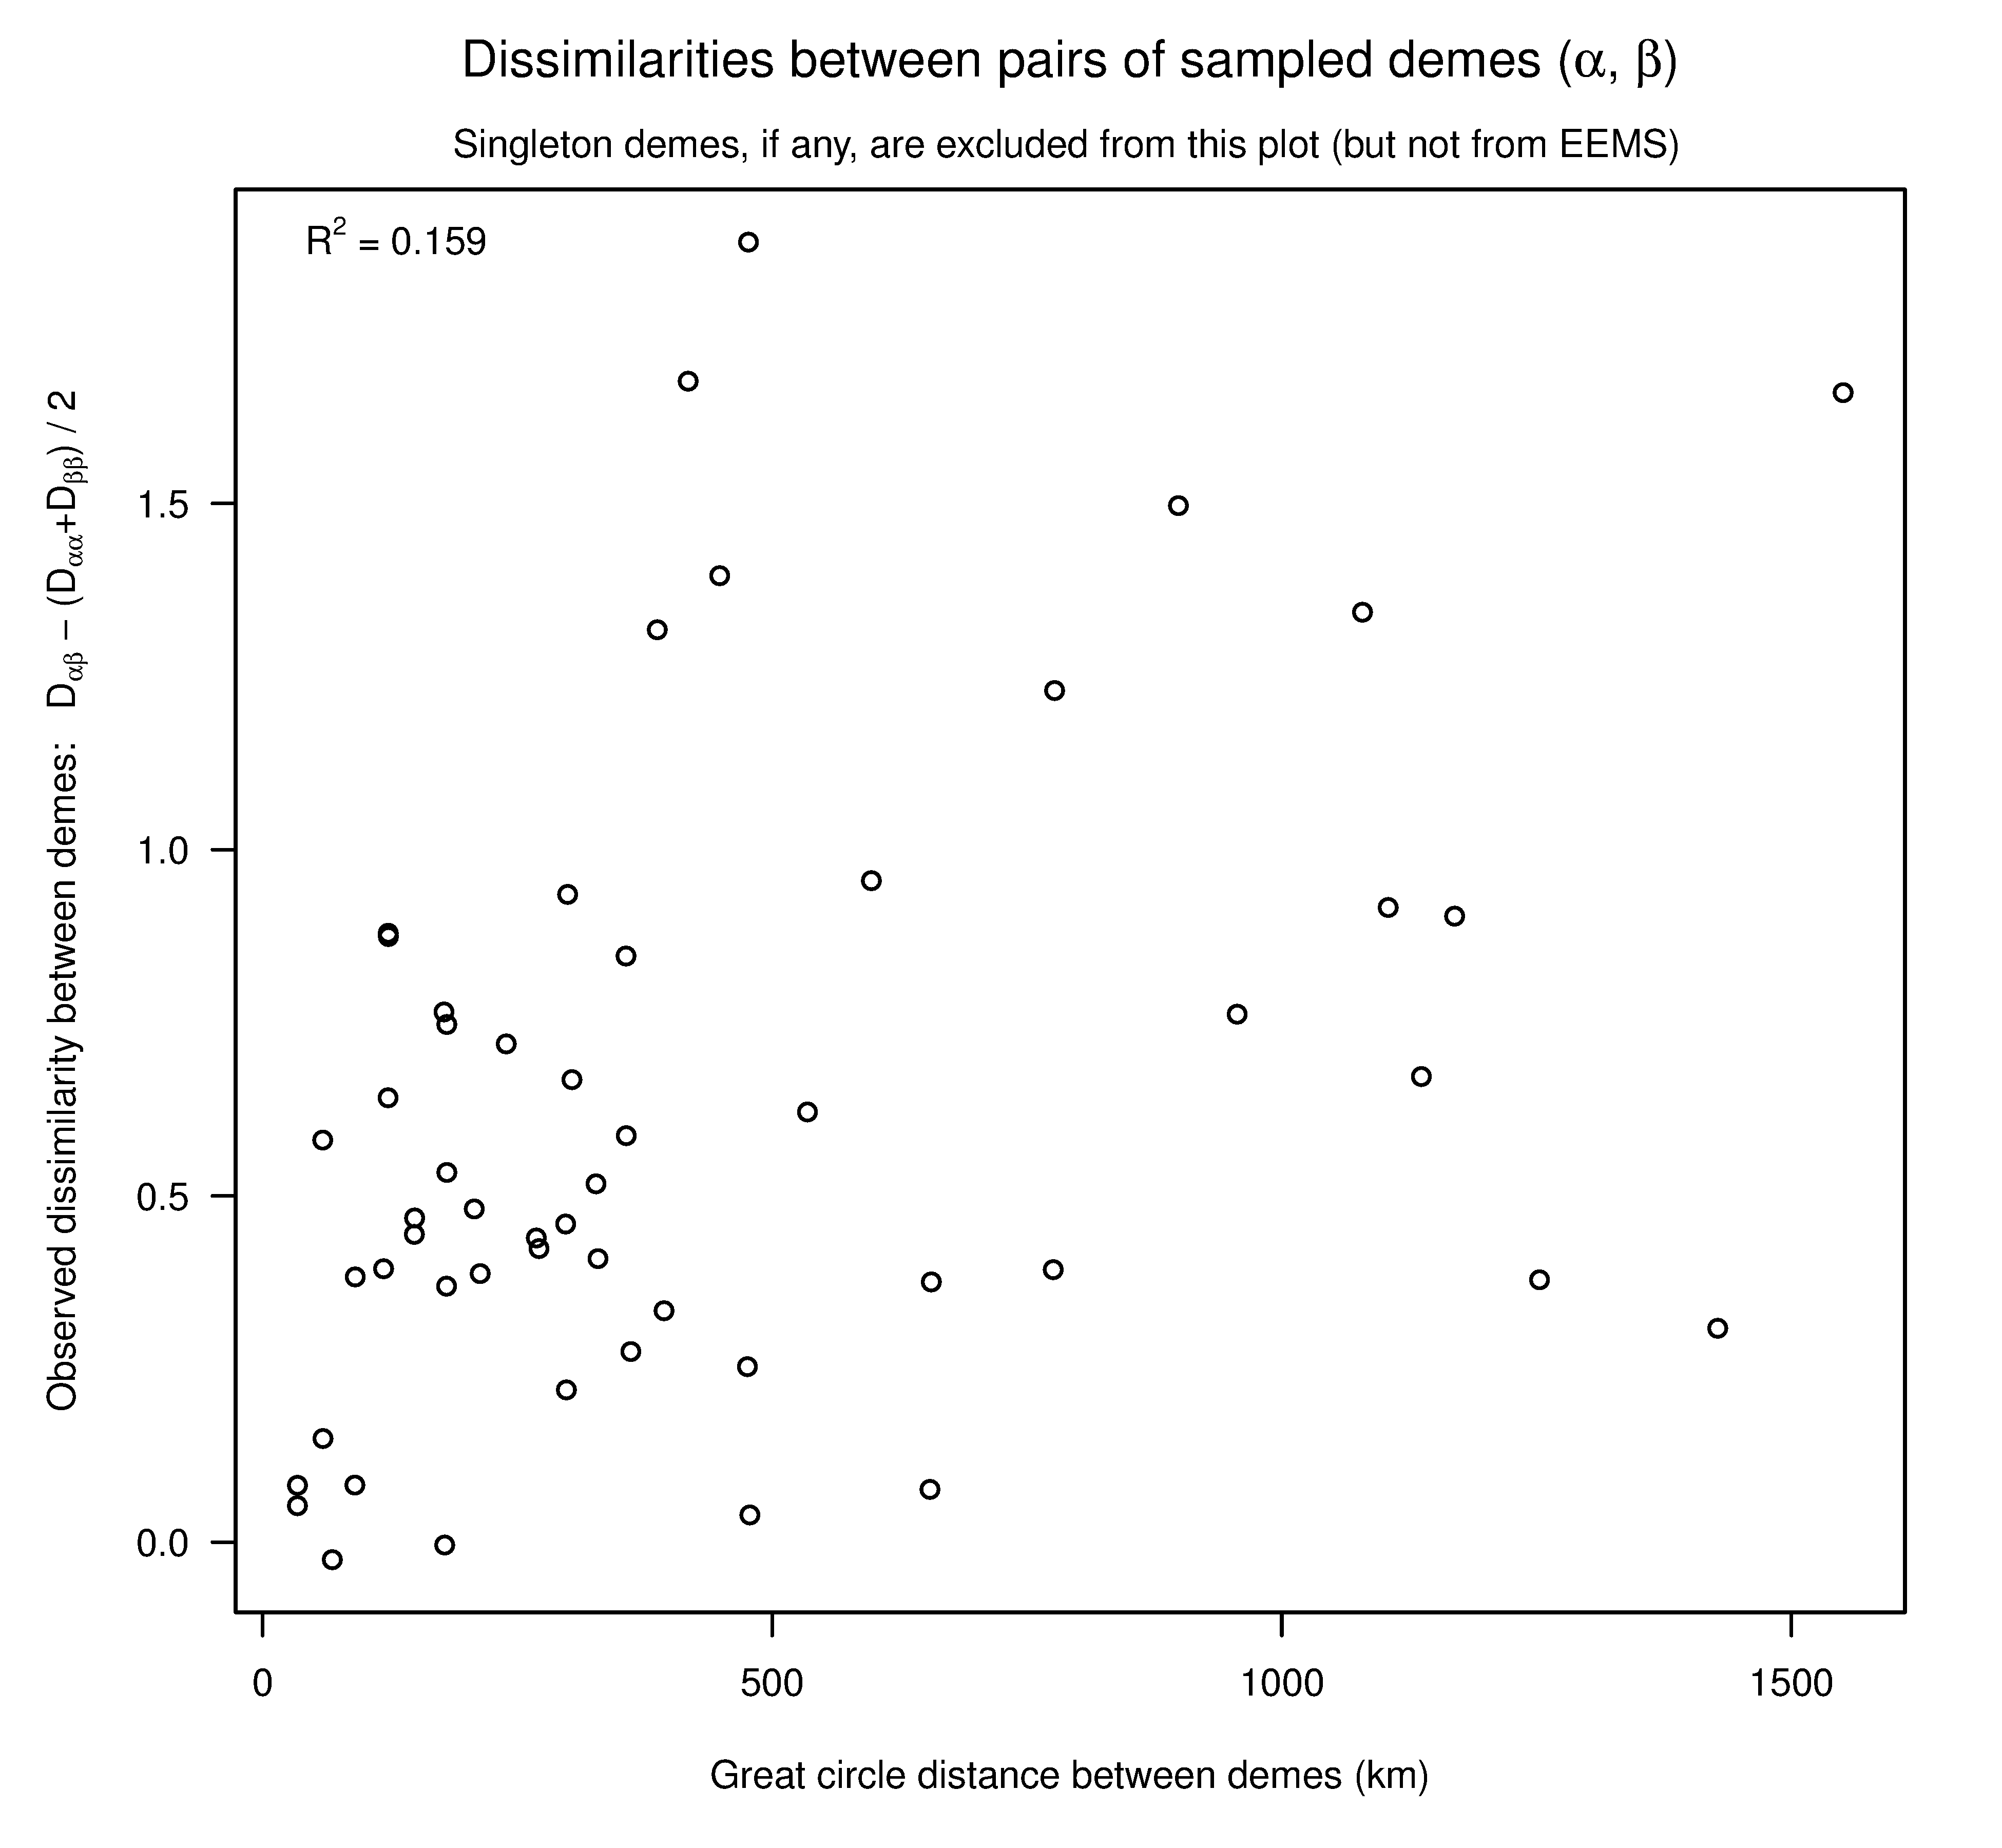 Dissimilarities between pairs of sampled demes (α, β)
Singleton demes, if any, are excluded from this plot (but not from EEMS)
R² = 0.159
Observed dissimilarity between demes: Dαβ − (Dαα+Dββ) / 2
1.5
1.0
0.5
0.0
0 500 1000 1500
Great circle distance between demes (km)